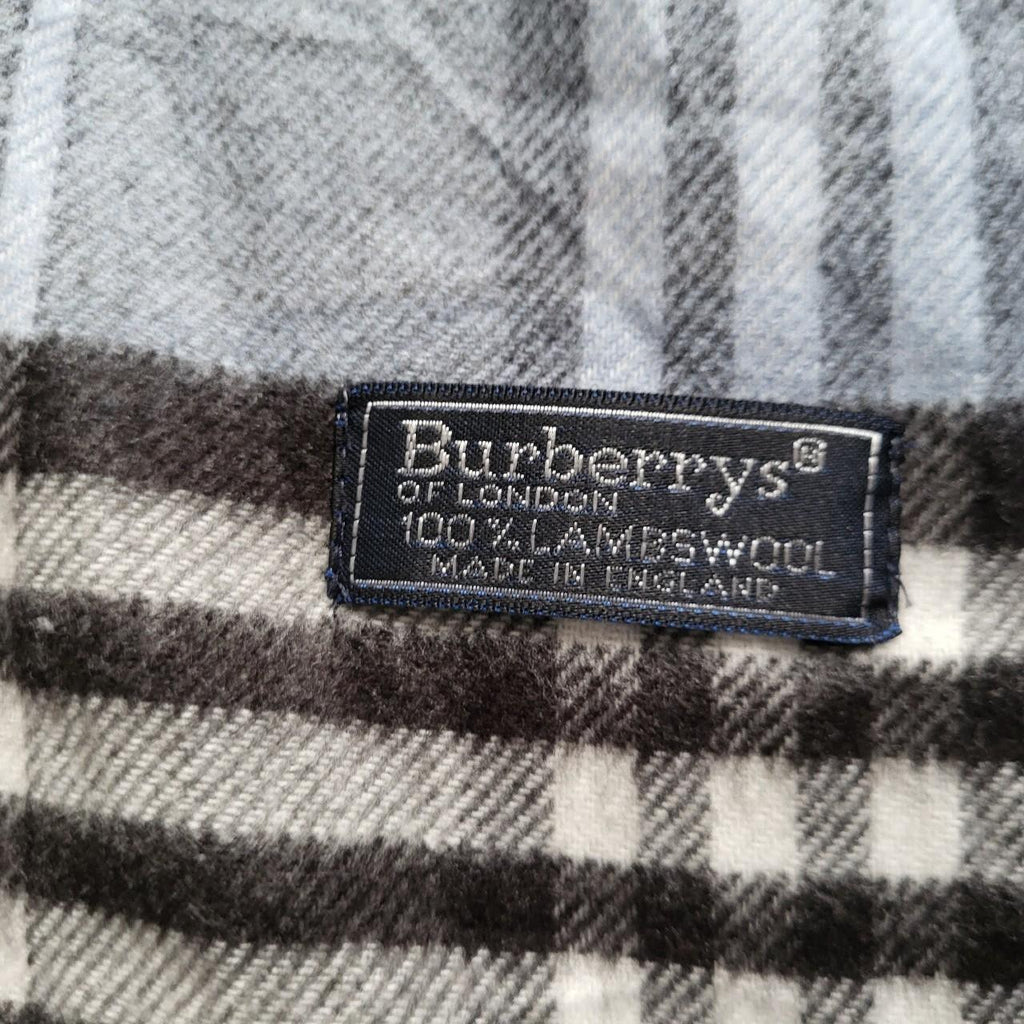 Burberrys®
OF LONDON
100% LAMBSWOOL
MADE IN ENGLAND